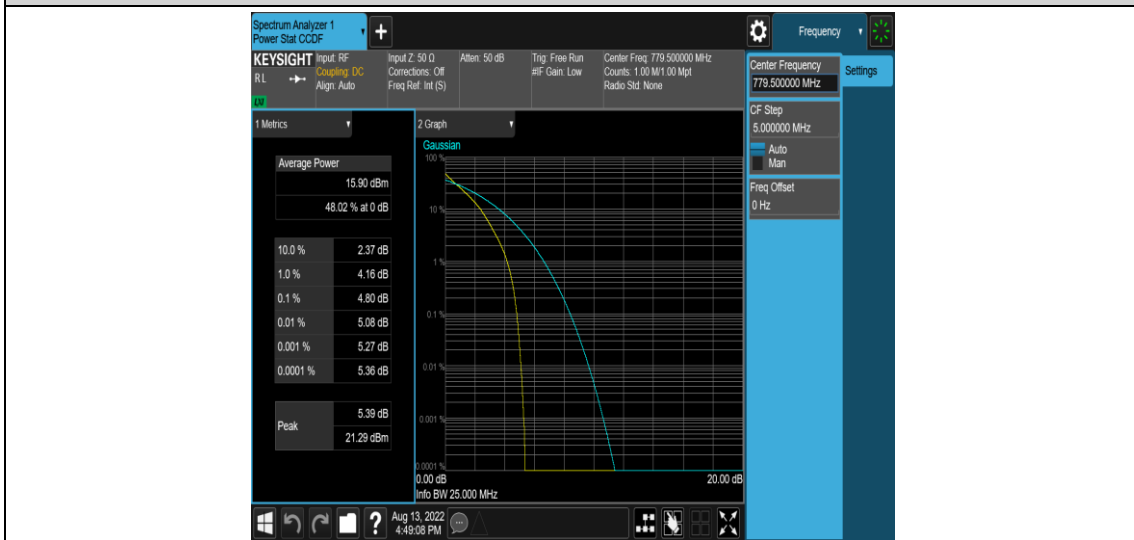 Spectrum Analyzer 1
Power Stat CCDF
+
Frequency
KEYSIGHT
RL
Input: RF
Coupling: DC
Align: Auto
Input Z: 50 Ω
Corrections: Off
Freq Ref: Int (S)
Atten: 50 dB
Trig: Free Run
#IF Gain: Low
Center Freq: 779.500000 MHz
Counts: 1.00 M/1.00 Mpt
Radio Std: None
Center Frequency
779.500000 MHz
Settings
CF Step
5.000000 MHz
Auto
Man
Freq Offset
0 Hz
1 Metrics
Average Power
15.90 dBm
48.02 % at 0 dB
10.0 % 2.37 dB
1.0 % 4.16 dB
0.1 % 4.80 dB
0.01 % 5.08 dB
0.001 % 5.27 dB
0.0001 % 5.36 dB
Peak
5.39 dB
21.29 dBm
2 Graph
Gaussian
100 %
10 %
1 %
0.1 %
0.01 %
0.001 %
0.0001 %
0.00 dB 20.00 dB
Info BW 25.000 MHz
?
Aug 13, 2022
4:49:08 PM